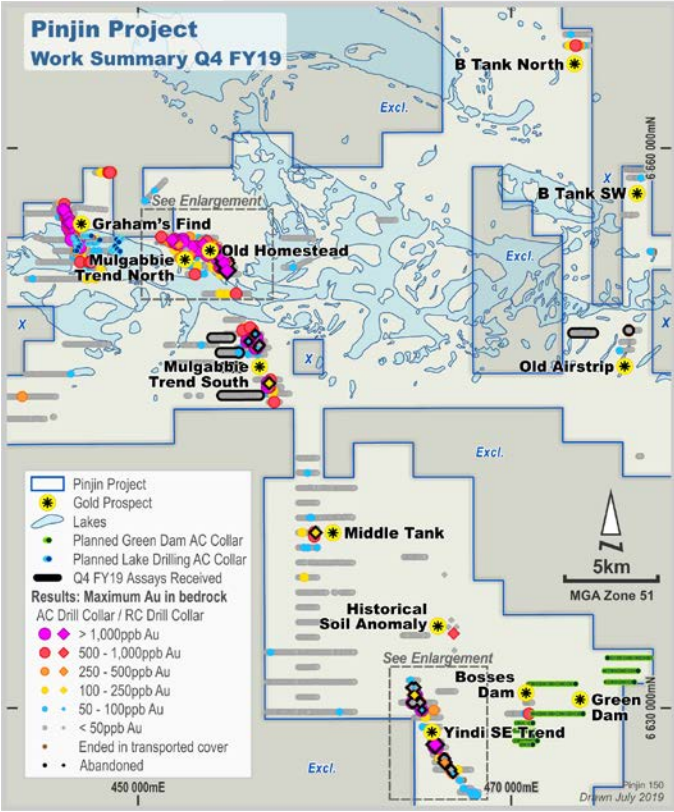 Pinjin Project
Work Summary Q4 FY19
B Tank North
Excl.
6 660 000mN
X
See Enlargement
B Tank SW
Graham's Find
Old Homestead
Mulgabbie
Trend North
Excl.
X
X
Mulgabbie
Trend South
Old Airstrip
Excl.
Pinjin Project
Gold Prospect
Lakes
Planned Green Dam AC Collar
Planned Lake Drilling AC Collar
Q4 FY19 Assays Received
Results: Maximum Au in bedrock
AC Drill Collar / RC Drill Collar
> 1,000ppb Au
500 - 1,000ppb Au
250 - 500ppb Au
100 - 250ppb Au
50 - 100ppb Au
< 50ppb Au
Ended in transported cover
Abandoned
N
5km
MGA Zone 51
Middle Tank
Historical
Soil Anomaly
See Enlargement
Bosses
Dam
Green
Dam
Yindi SE Trend
6 630 000mN
Excl.
450 000mE
470 000mE
Pinjin 150
Drawn July 2019